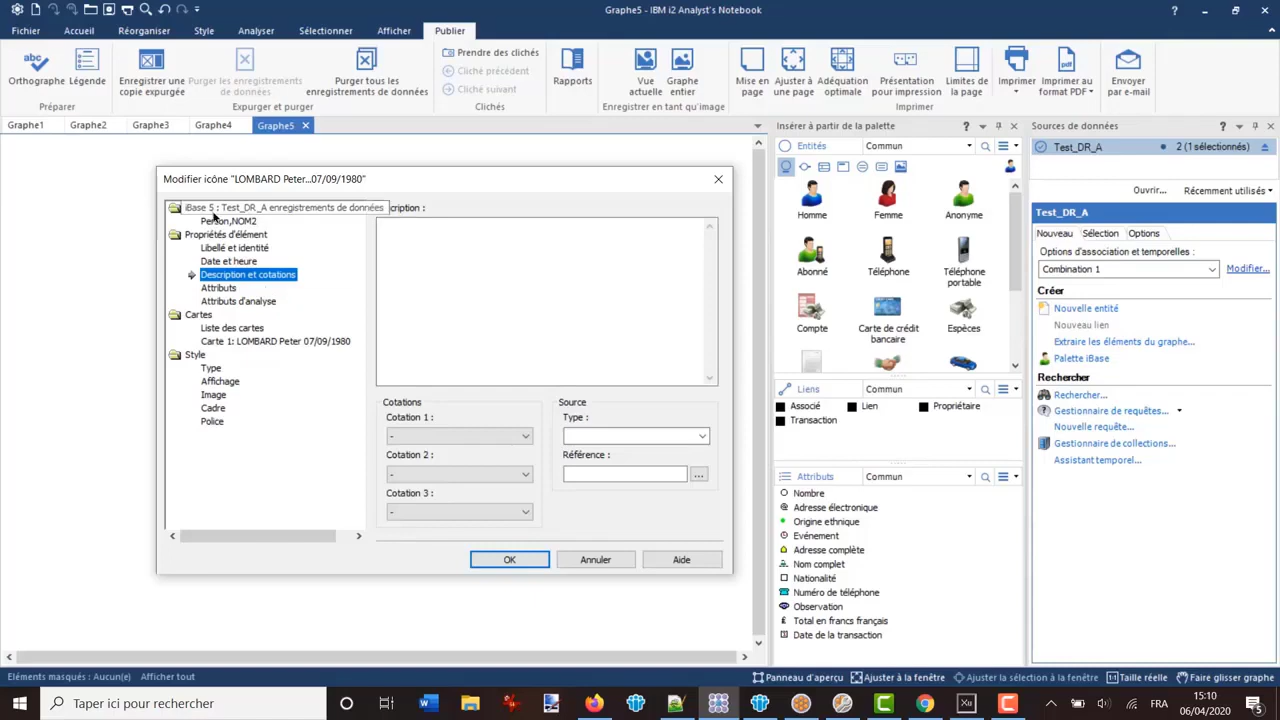 Graphe5 - IBM i2 Analyst's Notebook
Fichier Accueil Réorganiser Style Analyser Sélectionner Afficher Publier
Orthographe
Légende
Préparer
Enregistrer une copie expurgée
Purger les enregistrements de données
Purger tous les enregistrements de données
Expurger et purger
Prendre des clichés
Cliché précédent
Cliché suivant
Clichés
Rapports
Vue actuelle
Graphe entier
Enregistrer en tant qu'image
Mise en page
Ajuster à une page
Adéquation optimale
Présentation pour impression
Limites de la page
Imprimer
Imprimer au format PDF
Imprimer
Envoyer par e-mail
Graphe1 Graphe2 Graphe3 Graphe4 Graphe5
Modifier icône "LOMBARD Peter...07/09/1980"
iBase 5 : Test_DR_A enregistrements de données
cription :
Person,NOM2
Propriétés d'élément
Libellé et identité
Date et heure
Description et cotations
Attributs
Attributs d'analyse
Cartes
Liste des cartes
Carte 1: LOMBARD Peter 07/09/1980
Style
Type
Affichage
Image
Cadre
Police
Cotations
Cotation 1 :
-
Cotation 2 :
-
Cotation 3 :
-
Source
Type :
Référence :
...
OK Annuler Aide
Insérer à partir de la palette
Entités Commun
Homme Femme Anonyme
Abonné Téléphone Téléphone portable
Compte Carte de crédit bancaire Espèces
Liens Commun
Associé Lien Propriétaire
Transaction
Attributs Commun
Nombre
Adresse électronique
Origine ethnique
Evénement
Adresse complète
Nom complet
Nationalité
Numéro de téléphone
Observation
Total en francs français
Date de la transaction
Sources de données
Test_DR_A 2 (1 sélectionnés)
Ouvrir... Récemment utilisés
Test_DR_A
Nouveau Sélection Options
Options d'association et temporelles :
Combination 1 Modifier...
Créer
Nouvelle entité
Nouveau lien
Extraire les éléments du graphe...
Palette iBase
Rechercher
Rechercher...
Gestionnaire de requêtes...
Nouvelle requête...
Gestionnaire de collections...
Assistant temporel...
Eléments masqués : Aucun(e) Afficher tout
Panneau d'aperçu Ajuster à la fenêtre Ajuster la sélection à la fenêtre Taille réelle Faire glisser graphe
Taper ici pour rechercher
FRA
15:10
06/04/2020
5